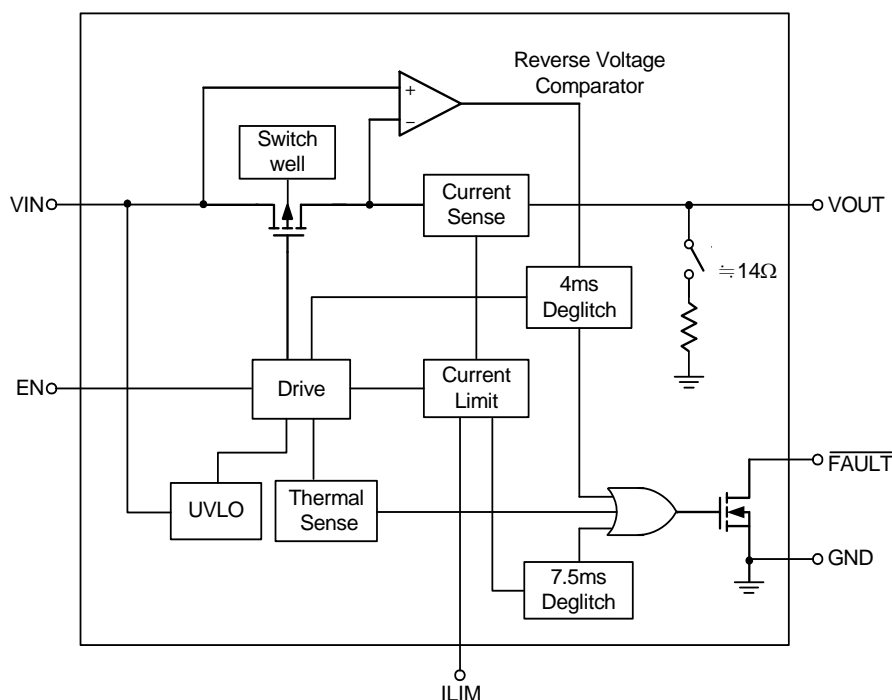 Reverse Voltage
Comparator
+
−
Switch
well
Current
Sense
VIN
VOUT
≒14Ω
4ms
Deglitch
EN
Drive
Current
Limit
FAULT
UVLO
Thermal
Sense
GND
7.5ms
Deglitch
ILIM